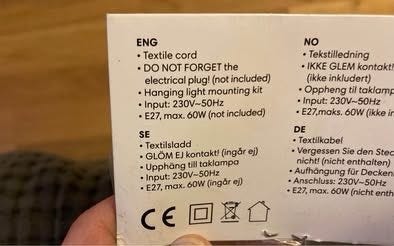 ENG
• Textile cord
• DO NOT FORGET the
electrical plug! (not included)
• Hanging light mounting kit
• Input: 230V~50Hz
• E27, max. 60W (not included)
SE
• Textilsladd
• GLÖM EJ kontakt! (ingår ej)
• Upphäng till taklampa
• Input: 230V~50Hz
• E27, max. 60W (ingår ej)
CE
NO
• Tekstilledning
• IKKE GLEM kontakt!
(ikke inkludert)
• Oppheng til taklamp
• Input: 230V~50Hz
• E27, maks. 60W (ikke in
DE
• Textilkabel
• Vergessen Sie den Stec
nicht! (nicht enthalten)
• Aufhängung für Decken
• Anschluss: 230V~50Hz
• E27, max. 60W (nicht enth